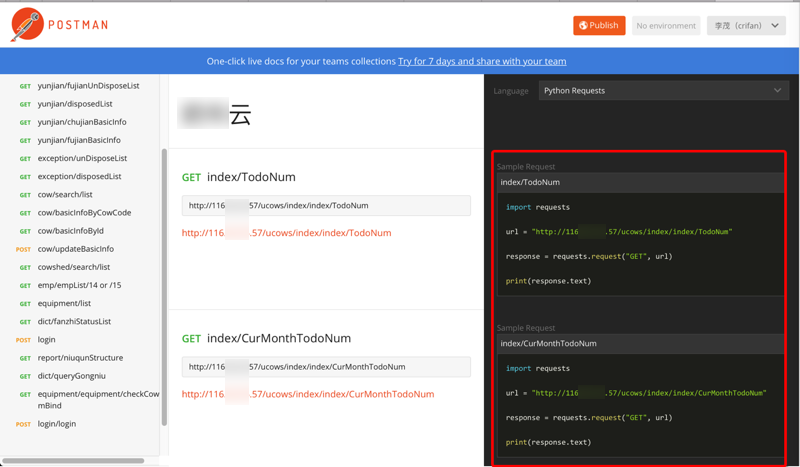 POSTMAN
Publish
No environment
李茂 (crifan)
One-click live docs for your teams collections Try for 7 days and share with your team
GET yunjian/fujianUnDisposeList
GET yunjian/disposedList
GET yunjian/chujianBasicInfo
GET yunjian/fujianBasicInfo
GET exception/unDisposeList
GET exception/disposedList
GET cow/search/list
GET cow/basicInfoByCowCode
GET cow/basicInfoById
POST cow/updateBasicInfo
GET cowshed/search/list
GET emp/empList/14 or /15
GET equipment/list
GET dict/fanzhiStatusList
POST login
GET report/niuqunStructure
GET dict/queryGongniu
GET equipment/equipment/checkCow
mBind
POST login/login
云
GET index/TodoNum
http://116 57/ucows/index/index/TodoNum
http://116. .57/ucows/index/index/TodoNum
GET index/CurMonthTodoNum
http://116 57/ucows/index/index/CurMonthTodoNum
http://116. .57/ucows/index/index/CurMonthTodoNum
Language Python Requests
Sample Request
index/TodoNum
import requests
url = "http://116 .57/ucows/index/index/TodoNum"
response = requests.request("GET", url)
print(response.text)
Sample Request
index/CurMonthTodoNum
import requests
url = "http://116 .57/ucows/index/index/CurMonthTodoNum"
response = requests.request("GET", url)
print(response.text)